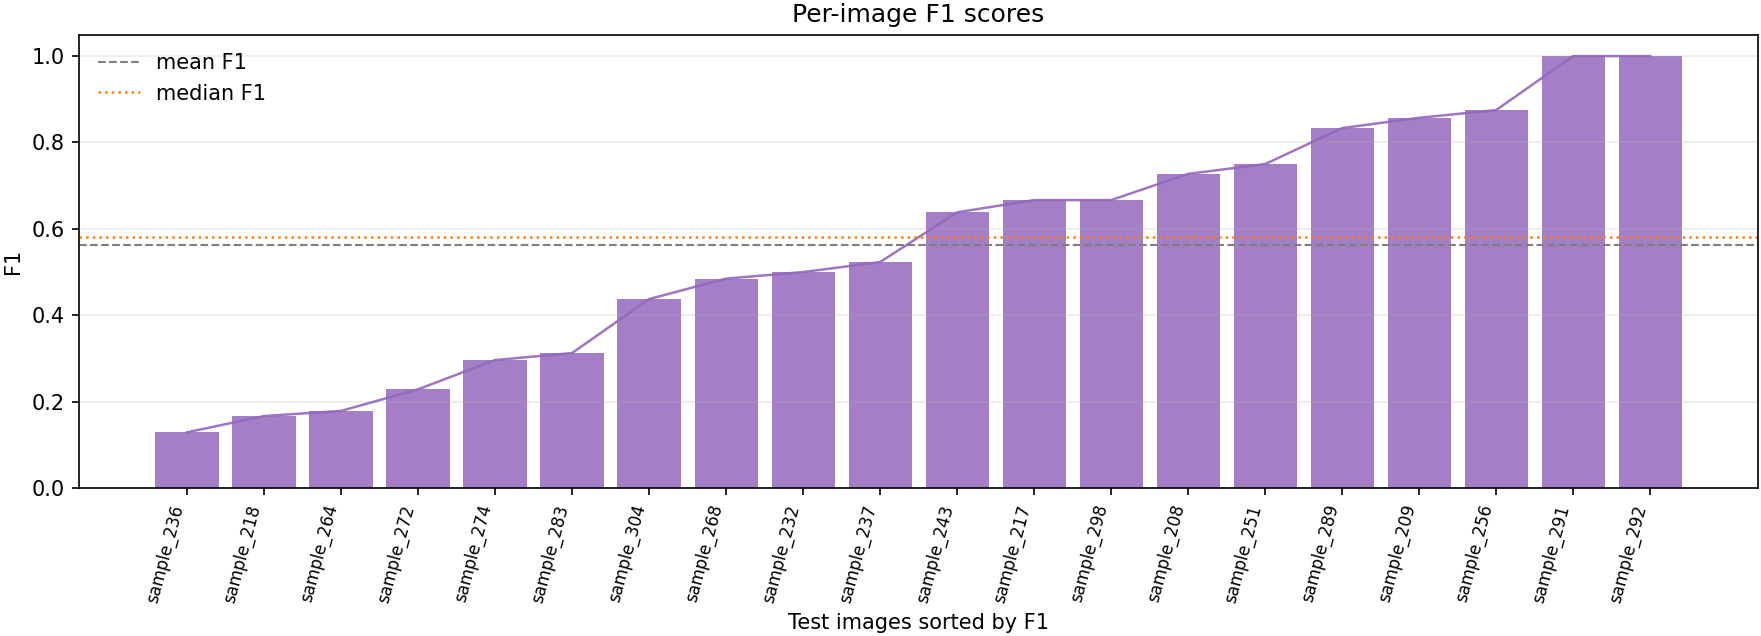 Per-image F1 scores
mean F1
median F1
F1
1.0
0.8
0.6
0.4
0.2
0.0
sample_236
sample_218
sample_264
sample_272
sample_274
sample_283
sample_304
sample_268
sample_232
sample_237
sample_243
sample_217
sample_298
sample_208
sample_251
sample_289
sample_209
sample_256
sample_291
sample_292
Test images sorted by F1